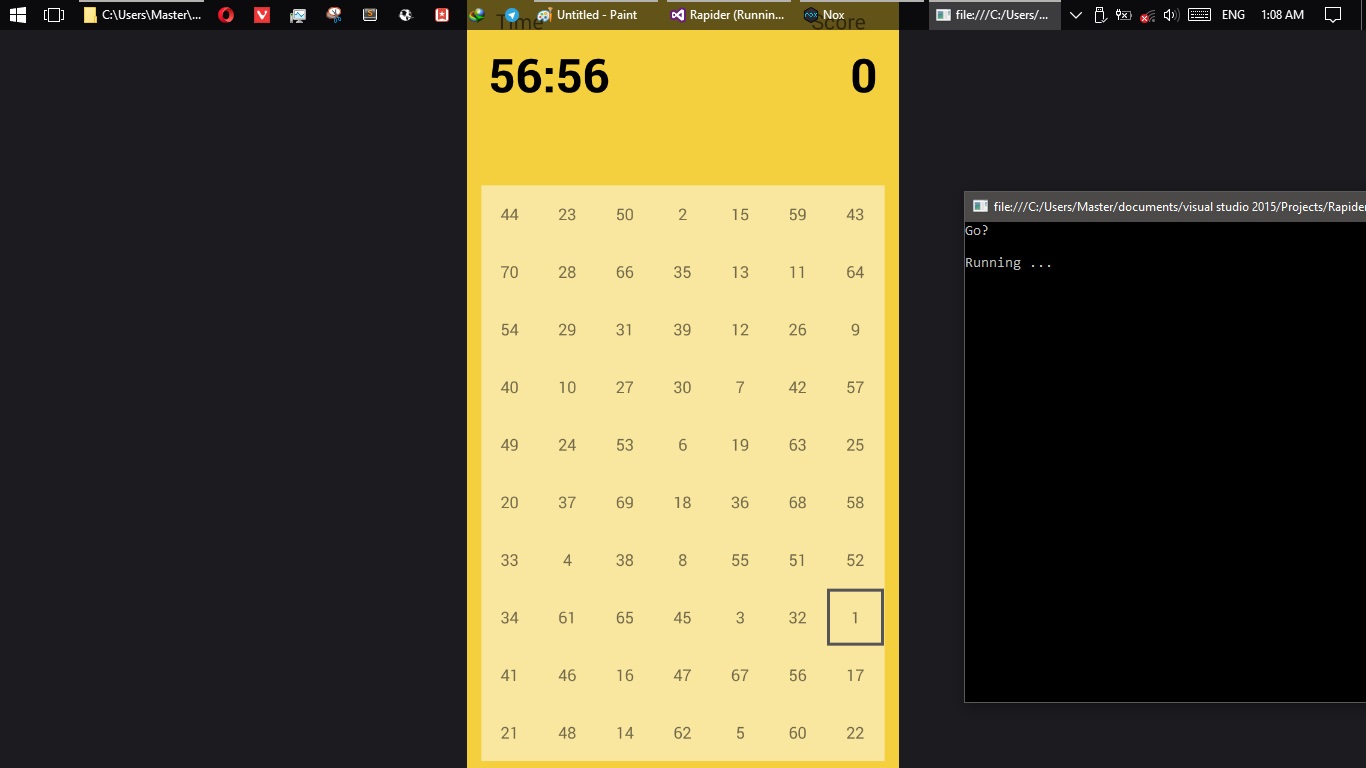 C:\Users\Master\...
Untitled - Paint
Rapider (Runnin...
Nox
file:///C:/Users/...
ENG
1:08 AM
Time
Score
56:56
0
44 23 50 2 15 59 43
70 28 66 35 13 11 64
54 29 31 39 12 26 9
40 10 27 30 7 42 57
49 24 53 6 19 63 25
20 37 69 18 36 68 58
33 4 38 8 55 51 52
34 61 65 45 3 32 1
41 46 16 47 67 56 17
21 48 14 62 5 60 22
file:///C:/Users/Master/documents/visual studio 2015/Projects/Rapider
Go?
Running ...